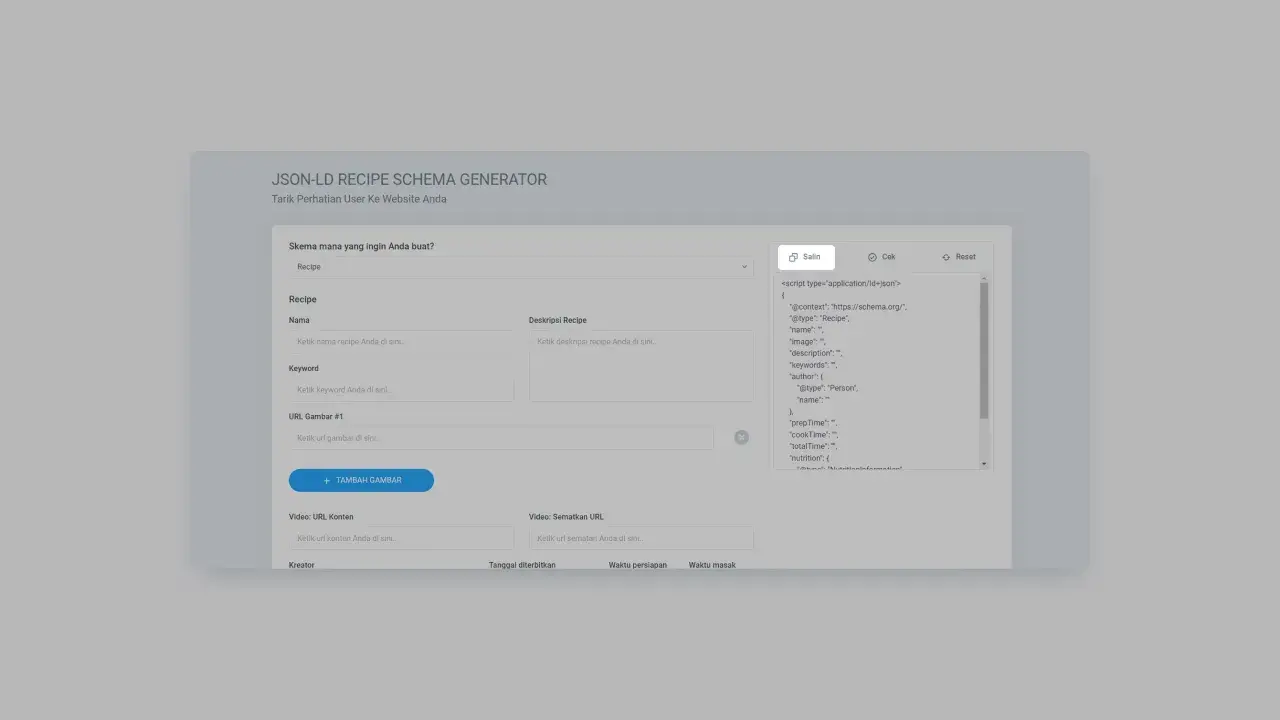 JSON-LD RECIPE SCHEMA GENERATOR
Tarik Perhatian User Ke Website Anda
Skema mana yang ingin Anda buat?
Recipe
Recipe
Nama
Deskripsi Recipe
Ketik nama recipe Anda di sini..
Ketik deskripsi recipe Anda di sini..
Keyword
Ketik keyword Anda di sini..
URL Gambar #1
Ketik url gambar di sini..
+ TAMBAH GAMBAR
Video: URL Konten
Video: Sematkan URL
Ketik url konten Anda di sini..
Ketik url sematan Anda di sini..
Kreator
Tanggal diterbitkan
Waktu persiapan
Waktu masak
Salin
Cek
Reset
<script type="application/ld+json">
{
"@context": "https://schema.org/",
"@type": "Recipe",
"name": "",
"image": "",
"description": "",
"keywords": "",
"author": {
"@type": "Person",
"name": ""
},
"prepTime": "",
"cookTime": "",
"totalTime": "",
"nutrition": {
"@type": "NutritionInformation",